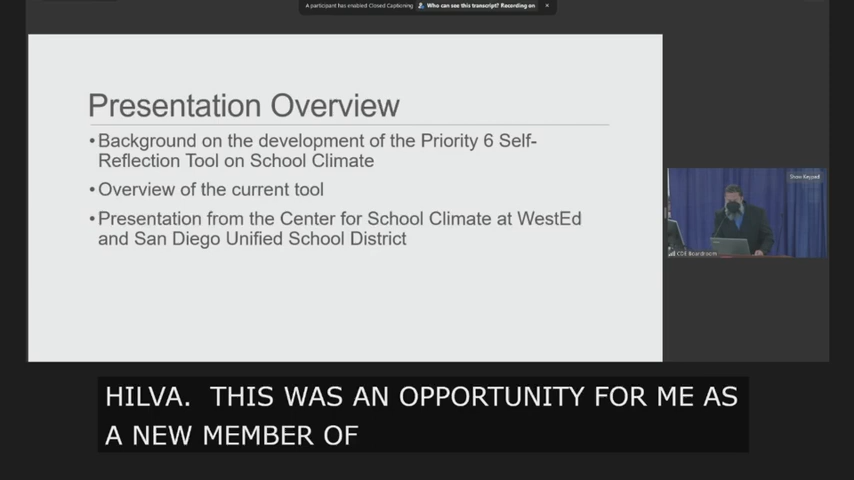 A participant has enabled Closed Captioning
Who can see this transcript? Recording on
Presentation Overview
•Background on the development of the Priority 6 Self-
Reflection Tool on School Climate
•Overview of the current tool
•Presentation from the Center for School Climate at WestEd
and San Diego Unified School District
CDE Boardroom
HILVA. THIS WAS AN OPPORTUNITY FOR ME AS
A NEW MEMBER OF